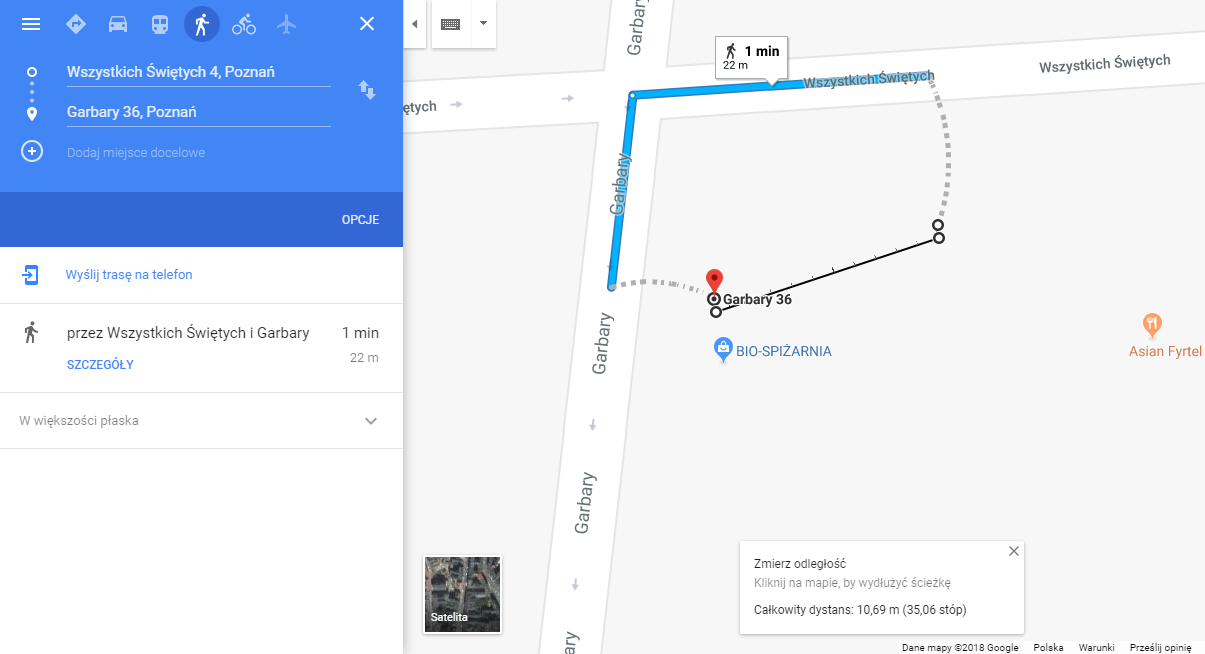 Wszystkich Świętych 4, Poznań
Garbary 36, Poznań
Dodaj miejsce docelowe
OPCJE
Wyślij trasę na telefon
przez Wszystkich Świętych i Garbary 1 min
22 m
SZCZEGÓŁY
W większości płaska
Garbary
1 min
22 m
Wszystkich Świętych
Wszystkich Świętych
ętych
Garbary
Garbary 36
Garbary
BIO-SPIŻARNIA
Asian Fyrtel
Garbary
Zmierz odległość
Kliknij na mapie, by wydłużyć ścieżkę
Całkowity dystans: 10,69 m (35,06 stóp)
Satelita
ary
Dane mapy ©2018 Google Polska Warunki Prześlij opinię